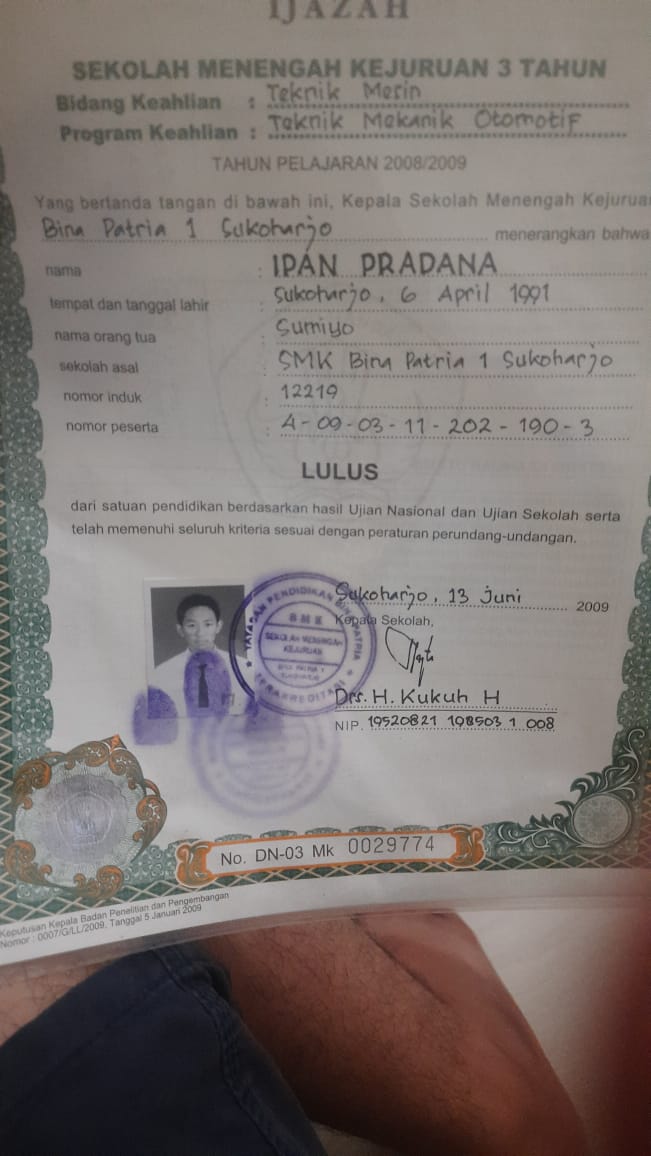 IJAZAH
SEKOLAH MENENGAH KEJURUAN 3 TAHUN
Bidang Keahlian : Teknik Mesin
Program Keahlian : Teknik Mekanik Otomotif
TAHUN PELAJARAN 2008/2009
Yang bertanda tangan di bawah ini, Kepala Sekolah Menengah Kejurua
Bina Patria 1 Sukoharjo menerangkan bahwa
nama : IPAN PRADANA
tempat dan tanggal lahir : Sukoharjo, 6 April 1991
nama orang tua : Sumiyo
sekolah asal : SMK Bina Patria 1 Sukoharjo
nomor induk : 12219
nomor peserta : 4-09-03-11-202-190-3
LULUS
dari satuan pendidikan berdasarkan hasil Ujian Nasional dan Ujian Sekolah serta
telah memenuhi seluruh kriteria sesuai dengan peraturan perundang-undangan.
Sukoharjo, 13 Juni 2009
Kepala Sekolah,
YAYASAN PENDIDIKAN BINA PATRIA
SMK
SEKOLAH MENENGAH
KEJURUAN
TERAKREDITASI
Drs. H. Kukuh H
NIP. 19520821 198503 1 008
No. DN-03 Mk 0029774
Keputusan Kepala Badan Penelitian dan Pengembangan
Nomor : 0007/G/LL/2009, Tanggal 5 Januari 2009